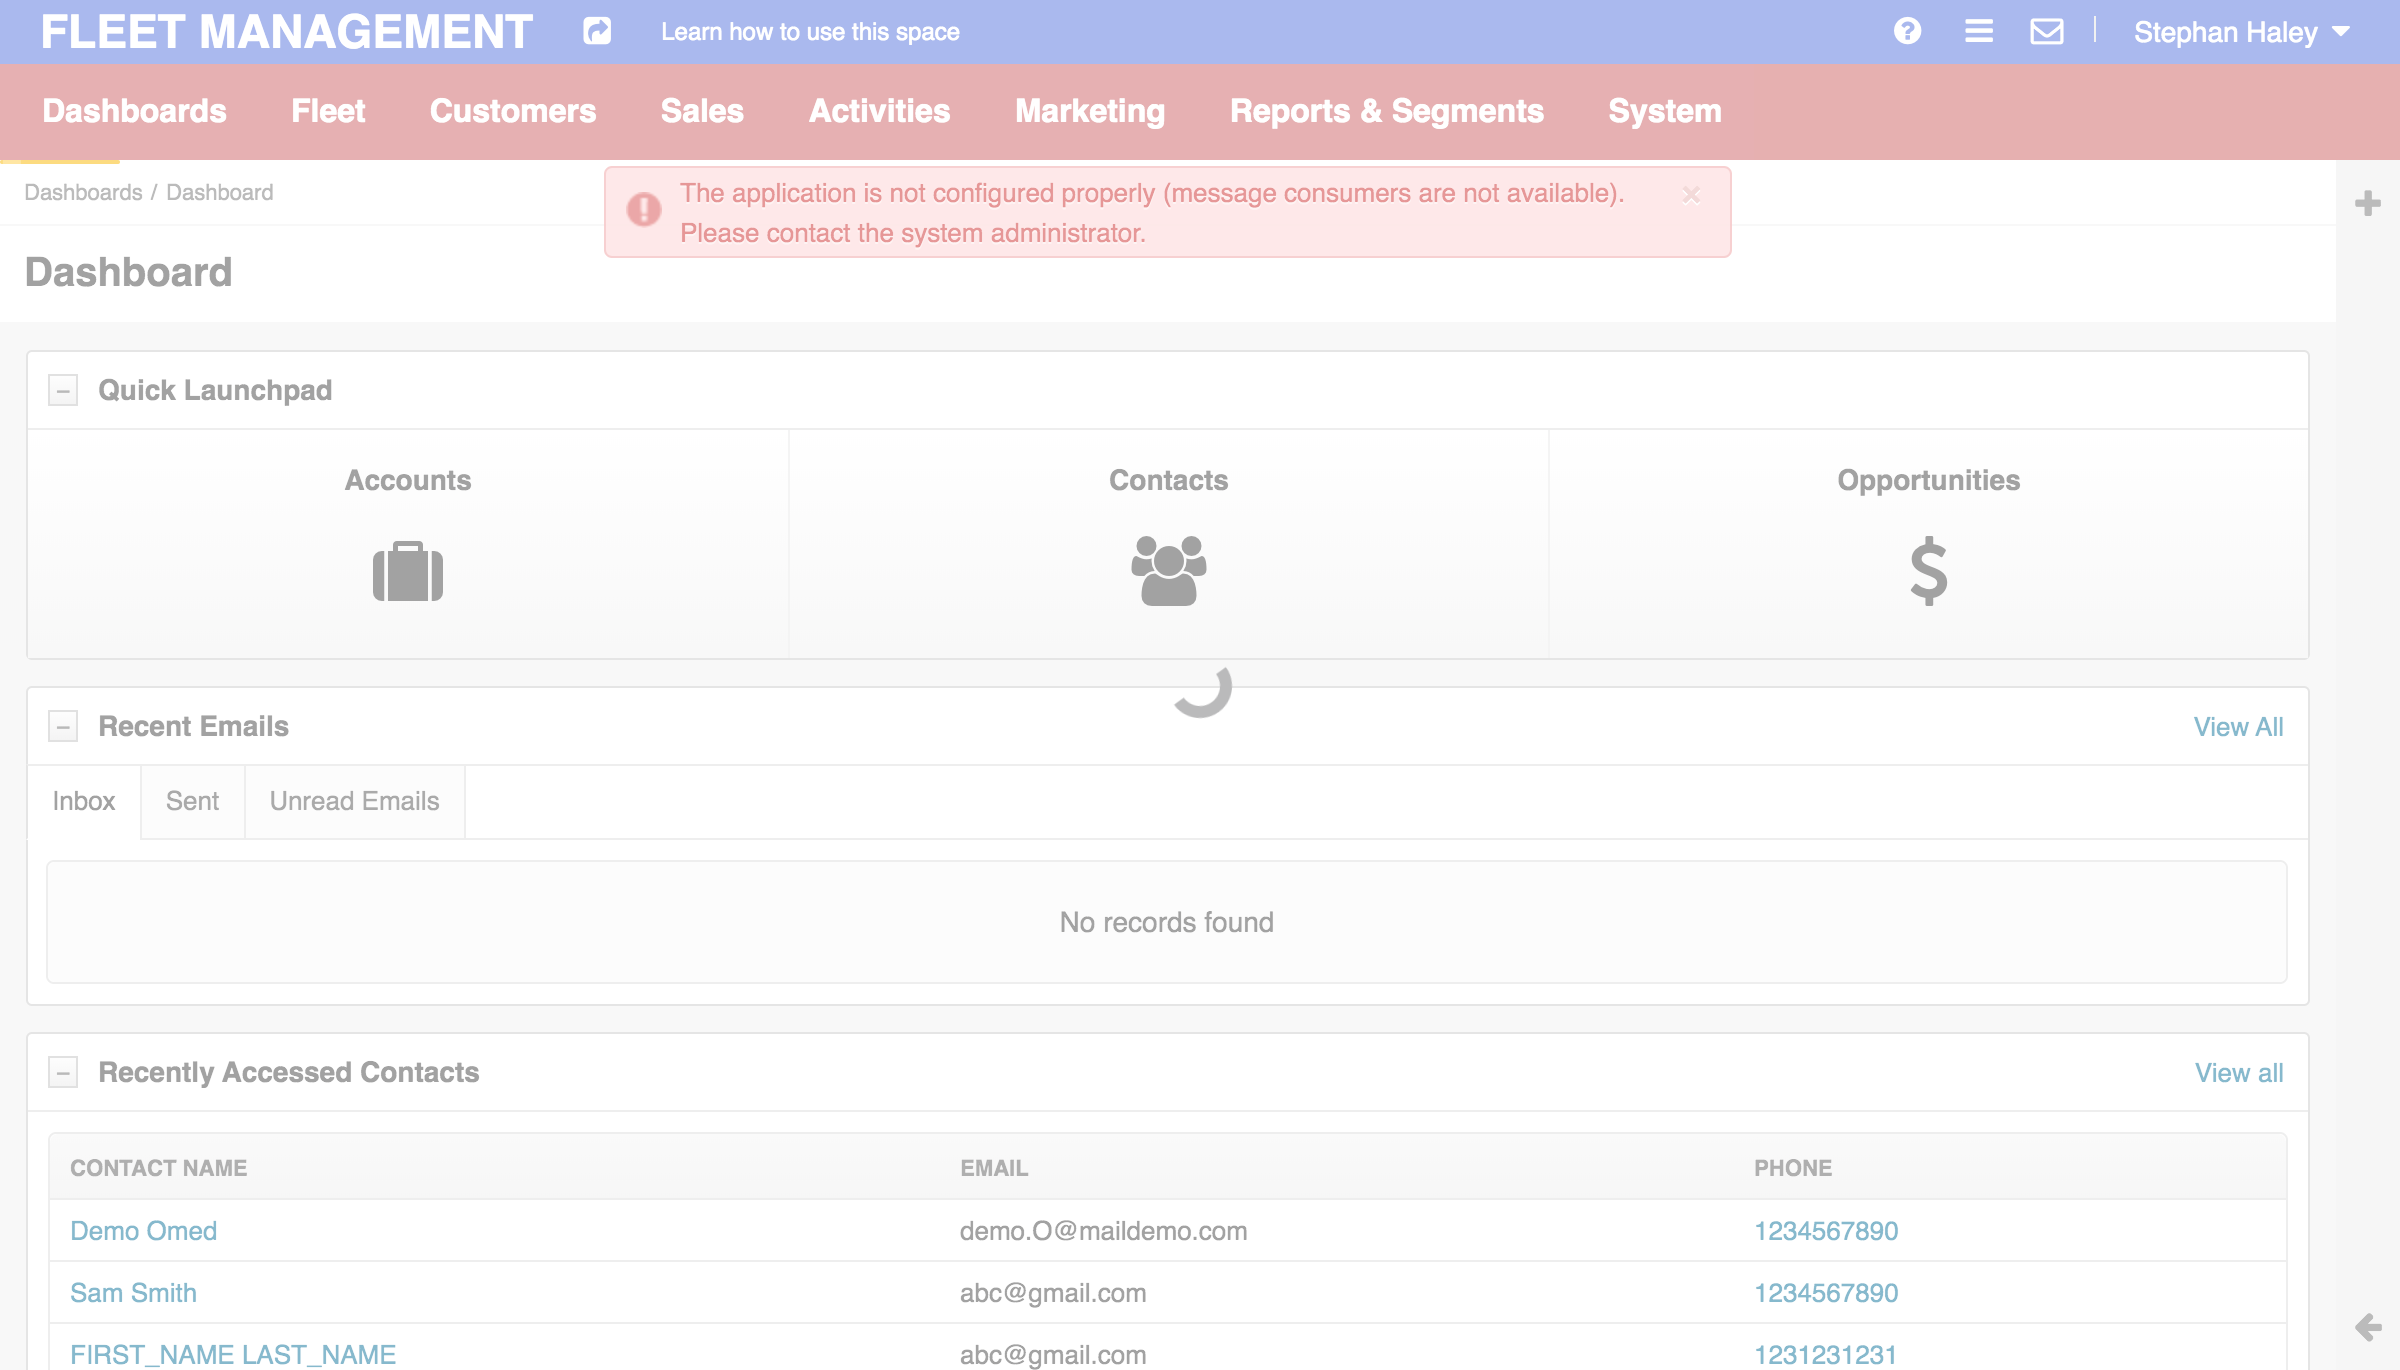 FLEET MANAGEMENT
Learn how to use this space
Stephan Haley
Dashboards
Fleet
Customers
Sales
Activities
Marketing
Reports & Segments
System
Dashboards / Dashboard
The application is not configured properly (message consumers are not available).
Please contact the system administrator.
Dashboard
Quick Launchpad
Accounts
Contacts
Opportunities
Recent Emails
View All
Inbox
Sent
Unread Emails
No records found
Recently Accessed Contacts
View all
CONTACT NAME
EMAIL
PHONE
Demo Omed
demo.O@maildemo.com
1234567890
Sam Smith
abc@gmail.com
1234567890
FIRST_NAME LAST_NAME
abc@gmail.com
1231231231